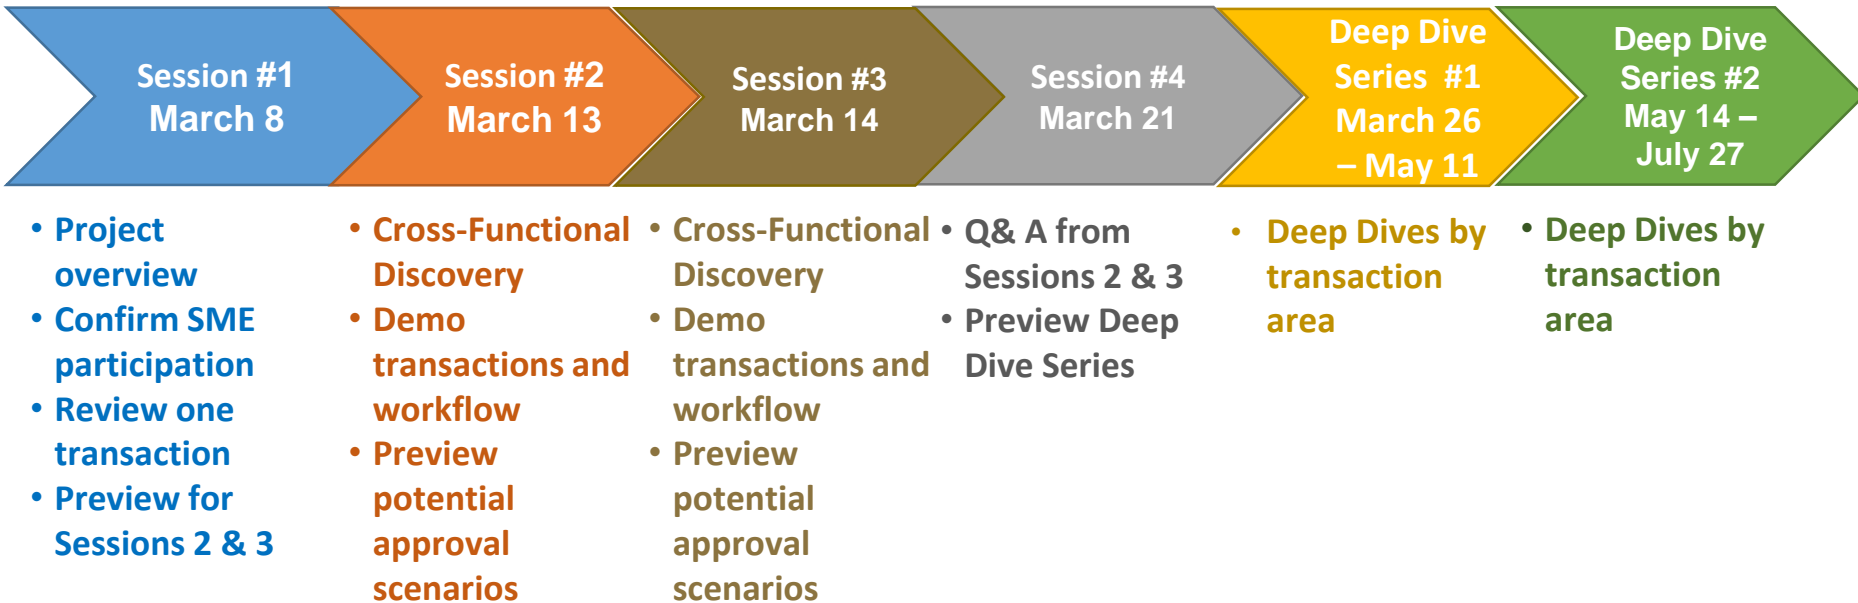 Session #1
March 8
Session #2
March 13
Session #3
March 14
Session #4
March 21
Deep Dive
Series  #1
March 26
– May 11
Deep Dive
Series #2
May 14 –
July 27
• Project
overview
• Confirm SME
participation
• Review one
transaction
• Preview for
Sessions 2 & 3
• Cross-Functional
Discovery
• Demo
transactions and
workflow
• Preview
potential
approval
scenarios
• Cross-Functional
Discovery
• Demo
transactions and
workflow
• Preview
potential
approval
scenarios
• Q& A from
Sessions 2 & 3
• Preview Deep
Dive Series
• Deep Dives by
transaction
area
• Deep Dives by
transaction
area